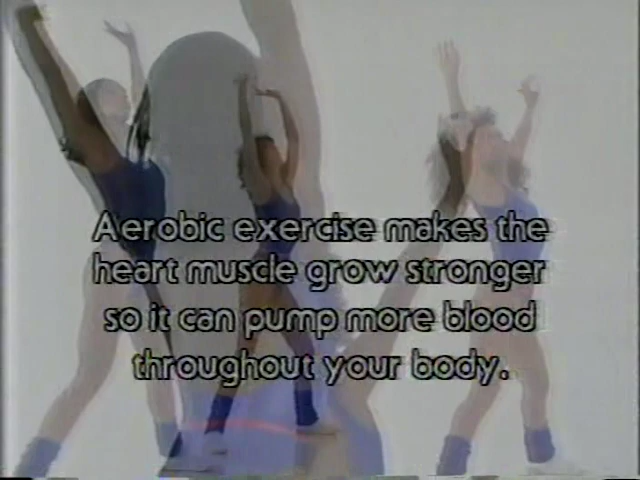 Aerobic exercise makes the
heart muscle grow stronger
so it can pump more blood
throughout your body.